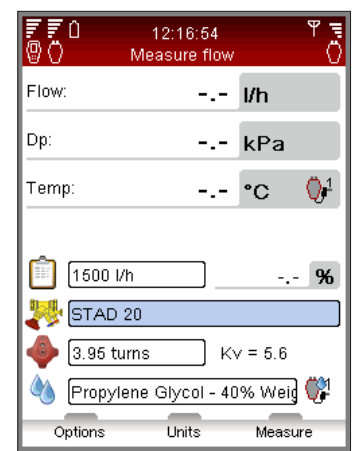 12:16:54
Measure flow
Flow: -.- l/h
Dp: -.- kPa
Temp: -.- °C 1
1500 l/h -.- %
STAD 20
3.95 turns Kv = 5.6
Propylene Glycol - 40% Weig
Options Units Measure